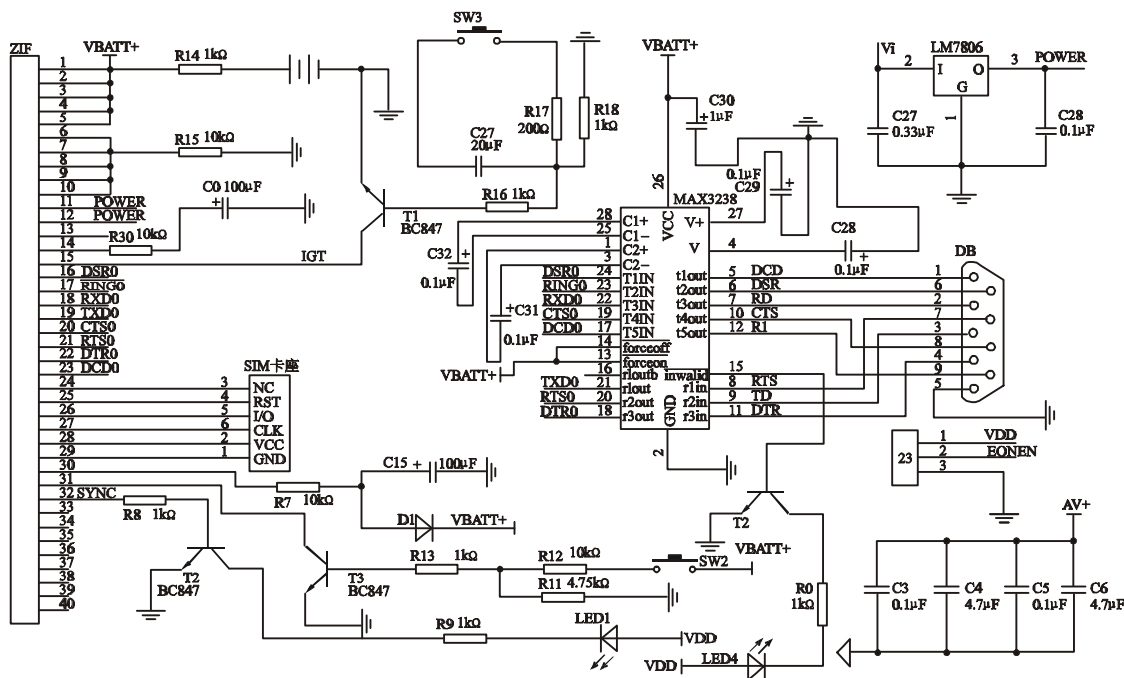 ZIF
VBATT+
1
2
3
4
5
6
7
8
9
10
11 POWER
12 POWER
13
14
15
16 DSR0
17 RING0
18 RXD0
19 TXD0
20 CTS0
21 RTS0
22 DTR0
23 DCD0
24
25
26
27
28
29
30
31
32 SYNC
33
34
35
36
37
38
39
40
R14 1kΩ
R15 10kΩ
C0 100μF
R30 10kΩ
IGT
SW3
R17
200Ω
R18
1kΩ
C27
20μF
R16 1kΩ
T1
BC847
SIM卡座
3 NC
4 RST
5 I/O
6 CLK
2 VCC
1 GND
VBATT+
C30
1μF
0.1μF
C29
26
MAX3238
VCC
28 C1+
25 C1−
1 C2+
3 C2−
DSR0 24 T1IN
RING0 23 T2IN
RXD0 22 T3IN
CTS0 19 T4IN
DCD0 17 T5IN
14 forceoff
13 forceon
VBATT+
16 rloutb
TXD0 21 rlout
RTS0 20 r2out
DTR0 18 r3out
GND
2
C32
0.1μF
C31
0.1μF
V+ 27
V 4
C28
0.1μF
t1out 5 DCD
t2out 6 DSR
t3out 7 RD
t4out 10 CTS
t5out 12 R1
inwalid 15
r1in 8 RTS
r2in 9 TD
r3in 11 DTR
DB
1
6
2
7
3
8
4
9
5
Vi
2
LM7806
I O
G
1
3
POWER
C27
0.33μF
C28
0.1μF
23
1 VDD
2 EONEN
3
AV+
C3
0.1μF
C4
4.7μF
C5
0.1μF
C6
4.7μF
R7 10kΩ
C15 100μF
D1 VBATT+
R8 1kΩ
T2
BC847
T3
BC847
R13 1kΩ
R12 10kΩ
R11 4.75kΩ
SW2
VBATT+
T2
R0
1kΩ
R9 1kΩ
LED1
VDD
VDD
LED4